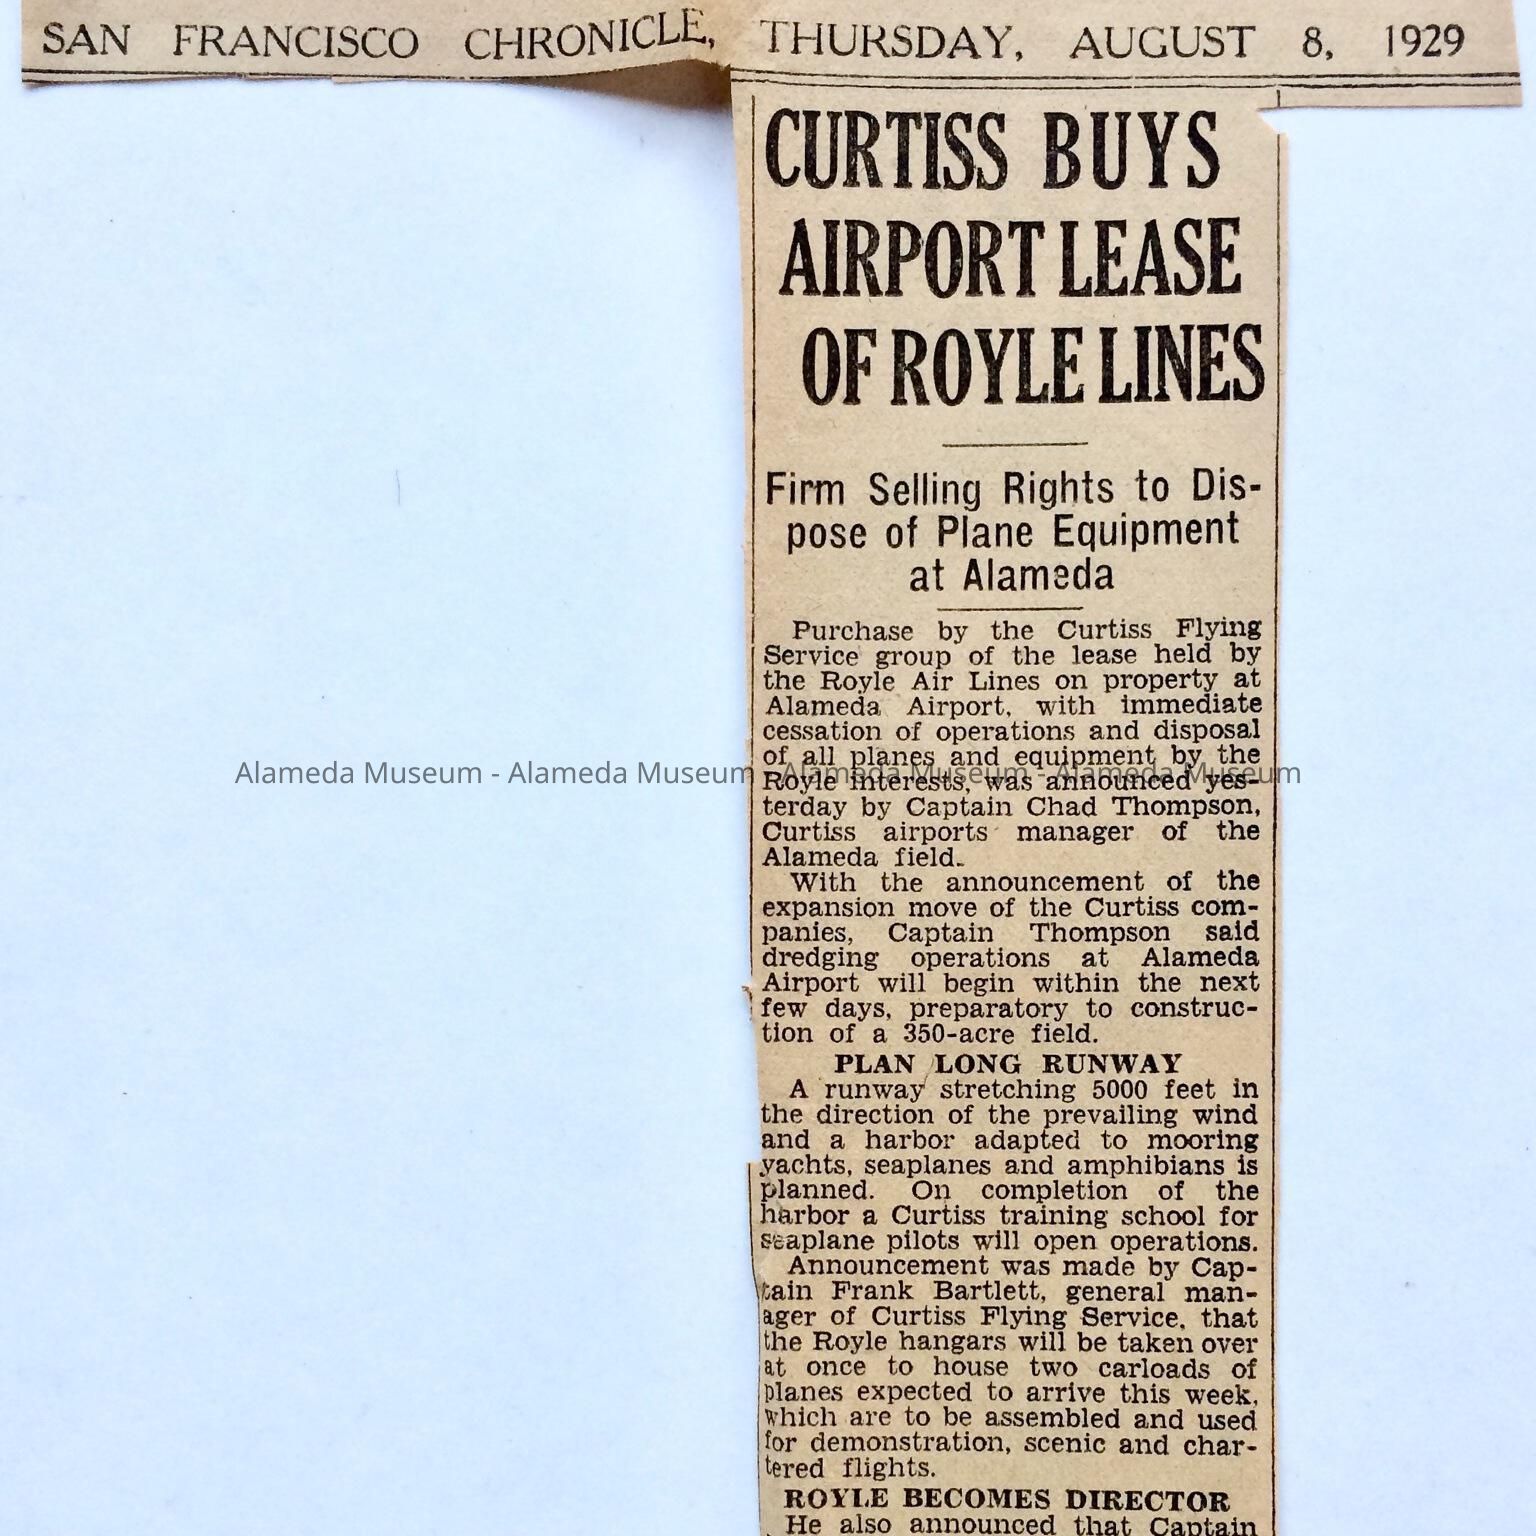 SAN FRANCISCO CHRONICLE, THURSDAY, AUGUST 8, 1929
CURTISS BUYS
AIRPORT LEASE
OF ROYLE LINES
Firm Selling Rights to Dis-
pose of Plane Equipment
at Alameda
Purchase by the Curtiss Flying
Service group of the lease held by
the Royle Air Lines on property at
Alameda Airport, with immediate
cessation of operations and disposal
of all planes and equipment by the
Alameda Museum - Alameda Museum - Alameda Museum - Alameda Museum
Royle interests, was announced yes-
terday by Captain Chad Thompson,
Curtiss airports manager of the
Alameda field.
With the announcement of the
expansion move of the Curtiss com-
panies, Captain Thompson said
dredging operations at Alameda
Airport will begin within the next
few days, preparatory to construc-
tion of a 350-acre field.
PLAN LONG RUNWAY
A runway stretching 5000 feet in
the direction of the prevailing wind
and a harbor adapted to mooring
yachts, seaplanes and amphibians is
planned. On completion of the
harbor a Curtiss training school for
seaplane pilots will open operations.
Announcement was made by Cap-
tain Frank Bartlett, general man-
ager of Curtiss Flying Service, that
the Royle hangars will be taken over
at once to house two carloads of
planes expected to arrive this week,
which are to be assembled and used
for demonstration, scenic and char-
tered flights.
ROYLE BECOMES DIRECTOR
He also announced that Captain